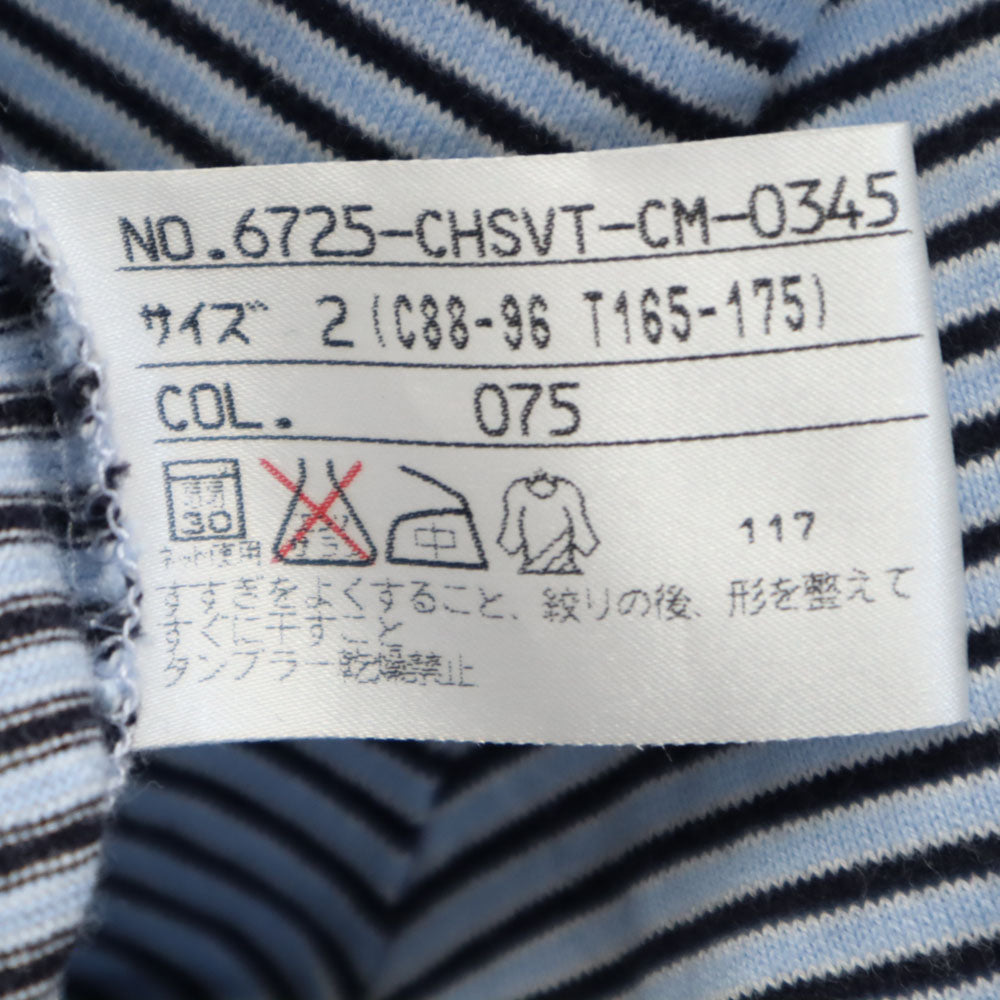 NO.6725-CHSVT-CM-0345
サイズ 2(C88-96 T165-175)
COL. 075
30 中 117
ネット使用
すすぎをよくすること、絞りの後、形を整えて
すぐに干すこと
タンブラー乾燥禁止